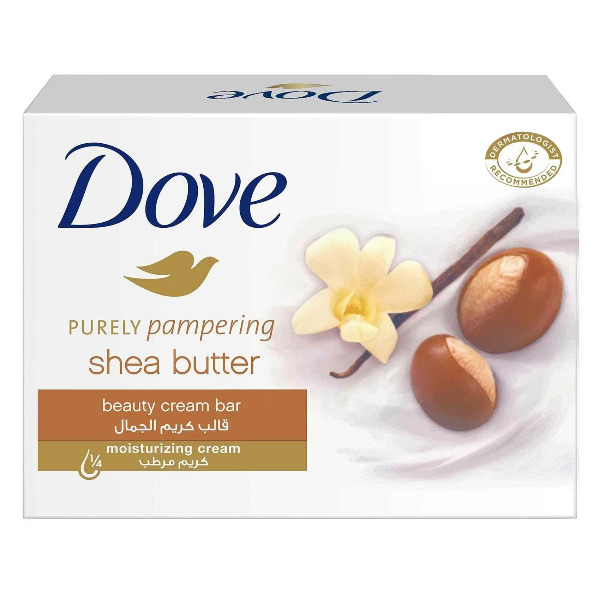 Dove
Dove
DERMATOLOGIST
RECOMMENDED
PURELY pampering
shea butter
beauty cream bar
قالب كريم الجمال
¼ moisturizing cream
كريم مرطب